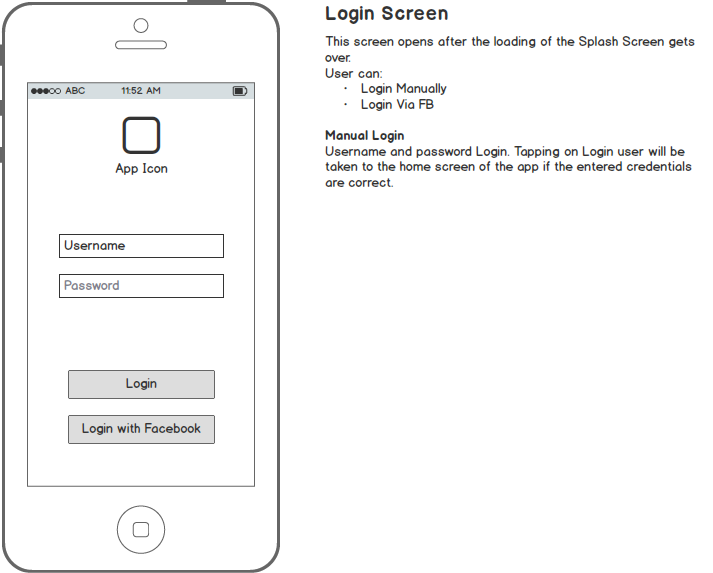 ABC 11:52 AM
App Icon
Username
Password
Login
Login with Facebook
Login Screen
This screen opens after the loading of the Splash Screen gets
over.
User can:
· Login Manually
· Login Via FB
Manual Login
Username and password Login. Tapping on Login user will be
taken to the home screen of the app if the entered credentials
are correct.